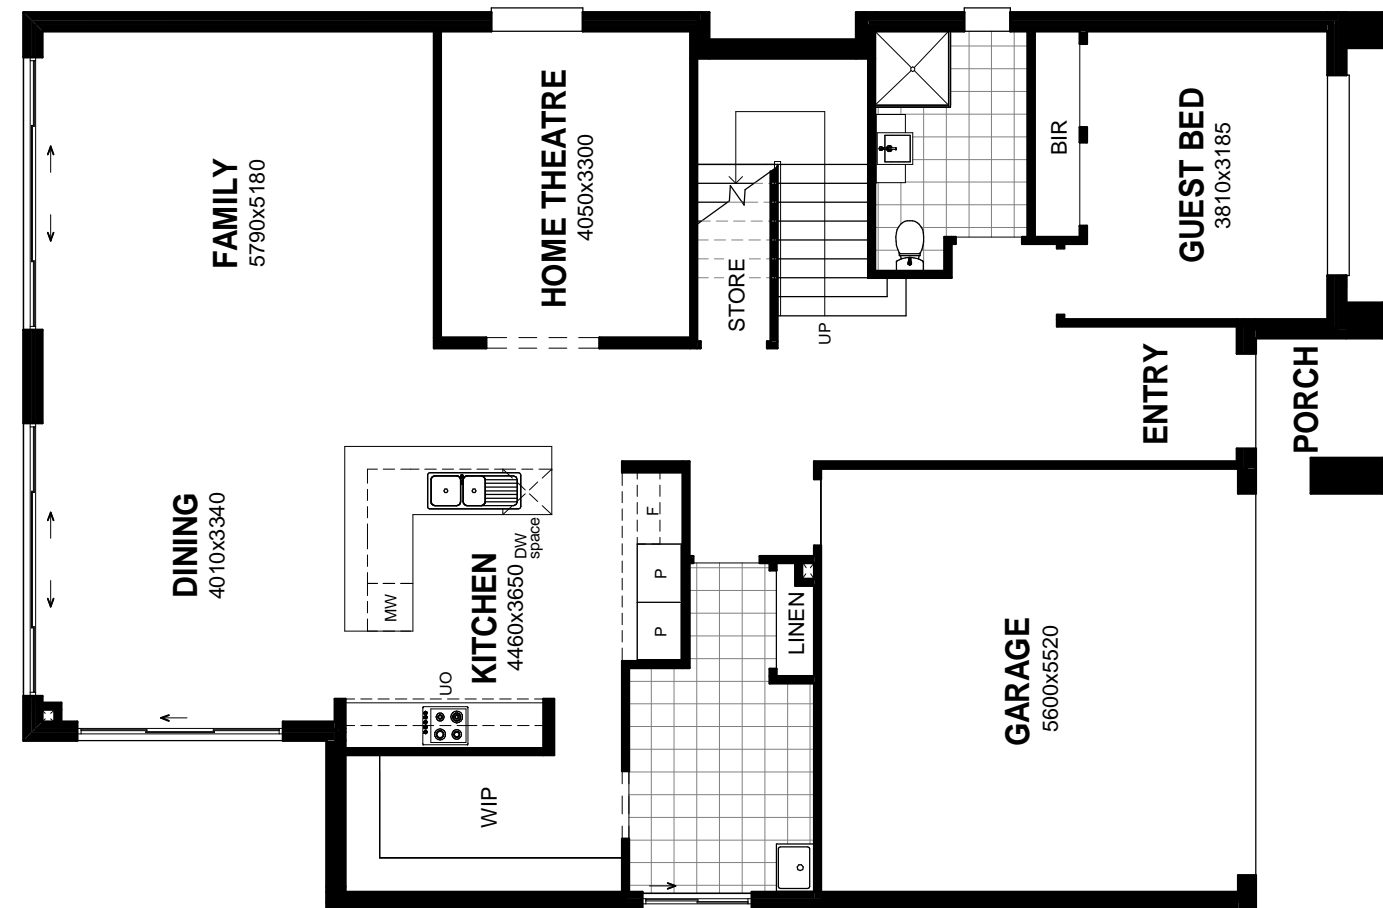 FAMILY
5790x5180
HOME THEATRE
4050x3300
STORE
UP
BIR
GUEST BED
3810x3185
ENTRY
PORCH
DINING
4010x3340
MW
KITCHEN
4460x3650
DW
space
UO
F
P
P
LINEN
WIP
GARAGE
5600x5520